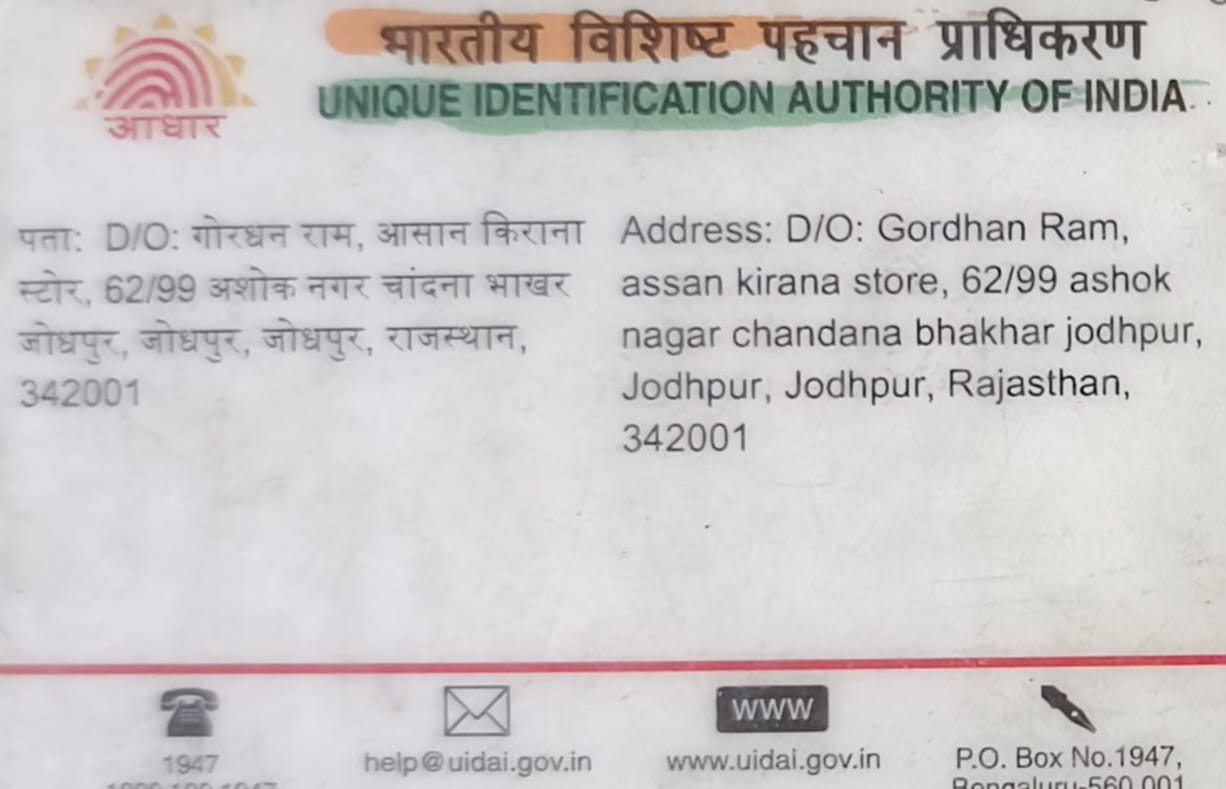 भारतीय विशिष्ट पहचान प्राधिकरण
UNIQUE IDENTIFICATION AUTHORITY OF INDIA
आधार
पता: D/O: गोरधन राम, आसान किराना
स्टोर, 62/99 अशोक नगर चांदना भाखर
जोधपुर, जोधपुर, जोधपुर, राजस्थान,
342001
Address: D/O: Gordhan Ram,
assan kirana store, 62/99 ashok
nagar chandana bhakhar jodhpur,
Jodhpur, Jodhpur, Rajasthan,
342001
1947
help@uidai.gov.in
WWW
www.uidai.gov.in
P.O. Box No.1947,
Bengaluru-560 001